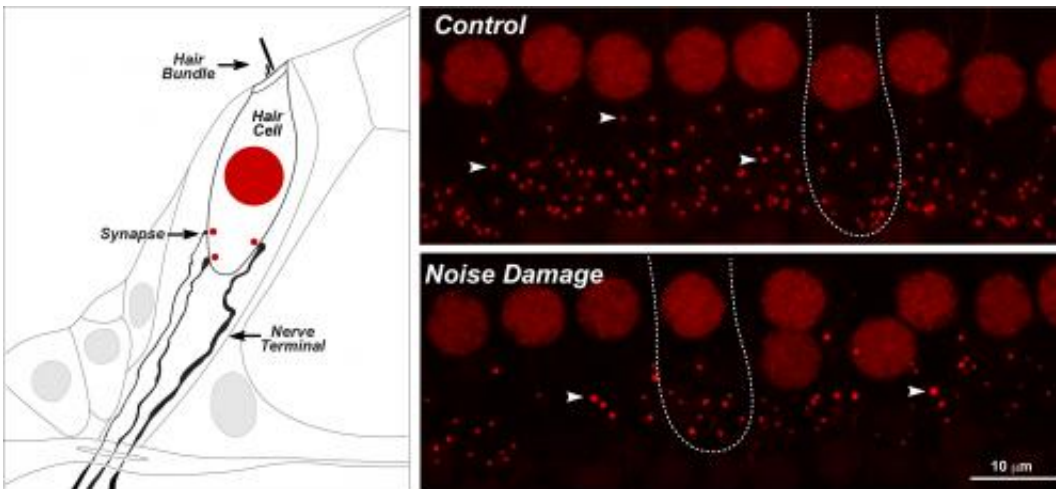 Hair
Bundle
Hair
Cell
Synapse
Nerve
Terminal
Control
Noise Damage
10 μm